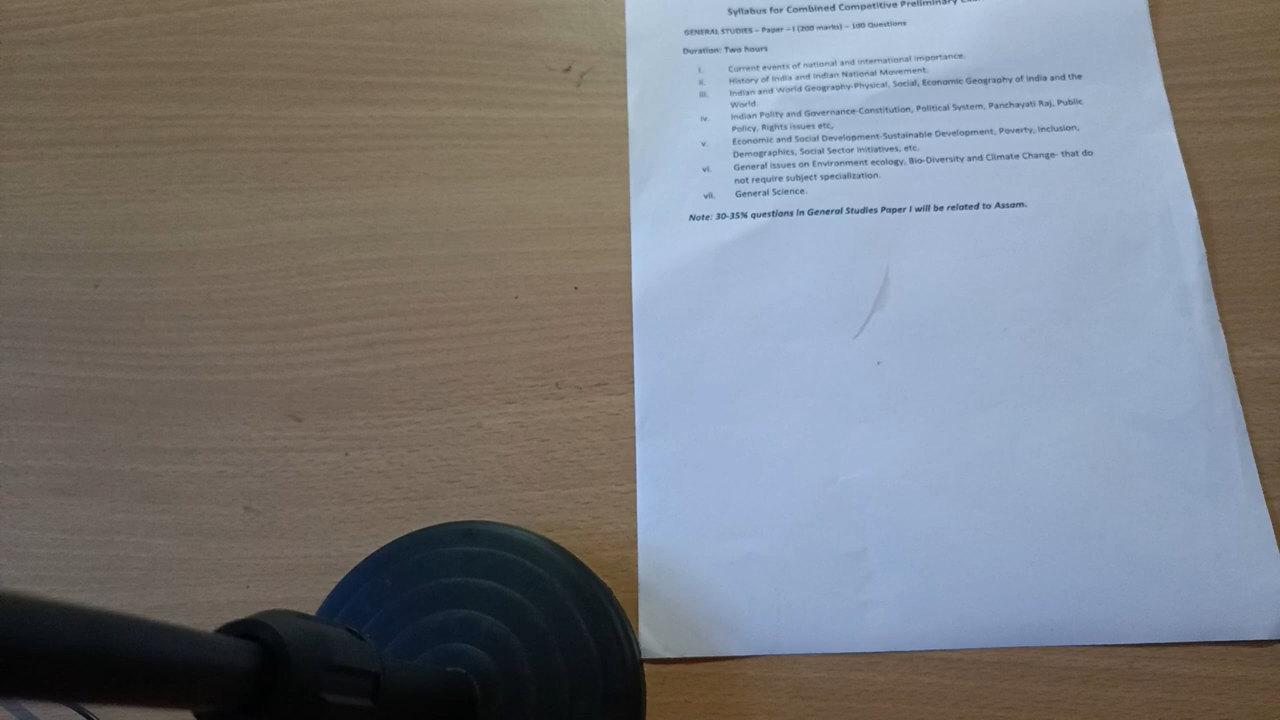 Syllabus for Combined Competitive Preliminary
GENERAL STUDIES – Paper – I (200 marks) – 100 Questions
Duration: Two hours
i. Current events of national and international importance.
ii. History of India and Indian National Movement.
iii. Indian and World Geography-Physical, Social, Economic Geography of India and the
World.
iv. Indian Polity and Governance-Constitution, Political System, Panchayati Raj, Public
Policy, Rights issues etc,
v. Economic and Social Development-Sustainable Development, Poverty, Inclusion,
Demographics, Social Sector Initiatives, etc.
vi. General issues on Environment ecology, Bio-Diversity and Climate Change- that do
not require subject specialization.
vii. General Science.
Note: 30-35% questions in General Studies Paper I will be related to Assam.